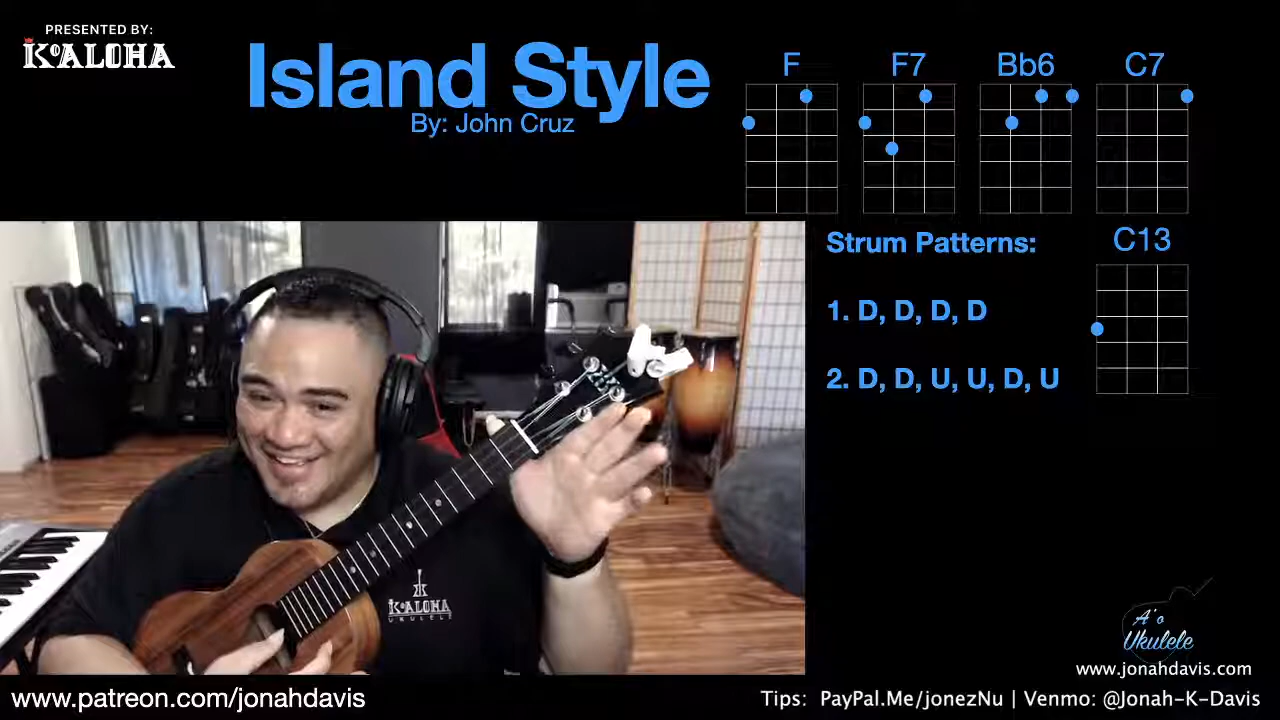 PRESENTED BY:
KoALOHA
Island Style
By: John Cruz
F
F7
Bb6
C7
Strum Patterns:
C13
1. D, D, D, D
2. D, D, U, U, D, U
KoALOHA
UKULELE
A'o
Ukulele
www.jonahdavis.com
www.patreon.com/jonahdavis
Tips: PayPal.Me/jonezNu | Venmo: @Jonah-K-Davis